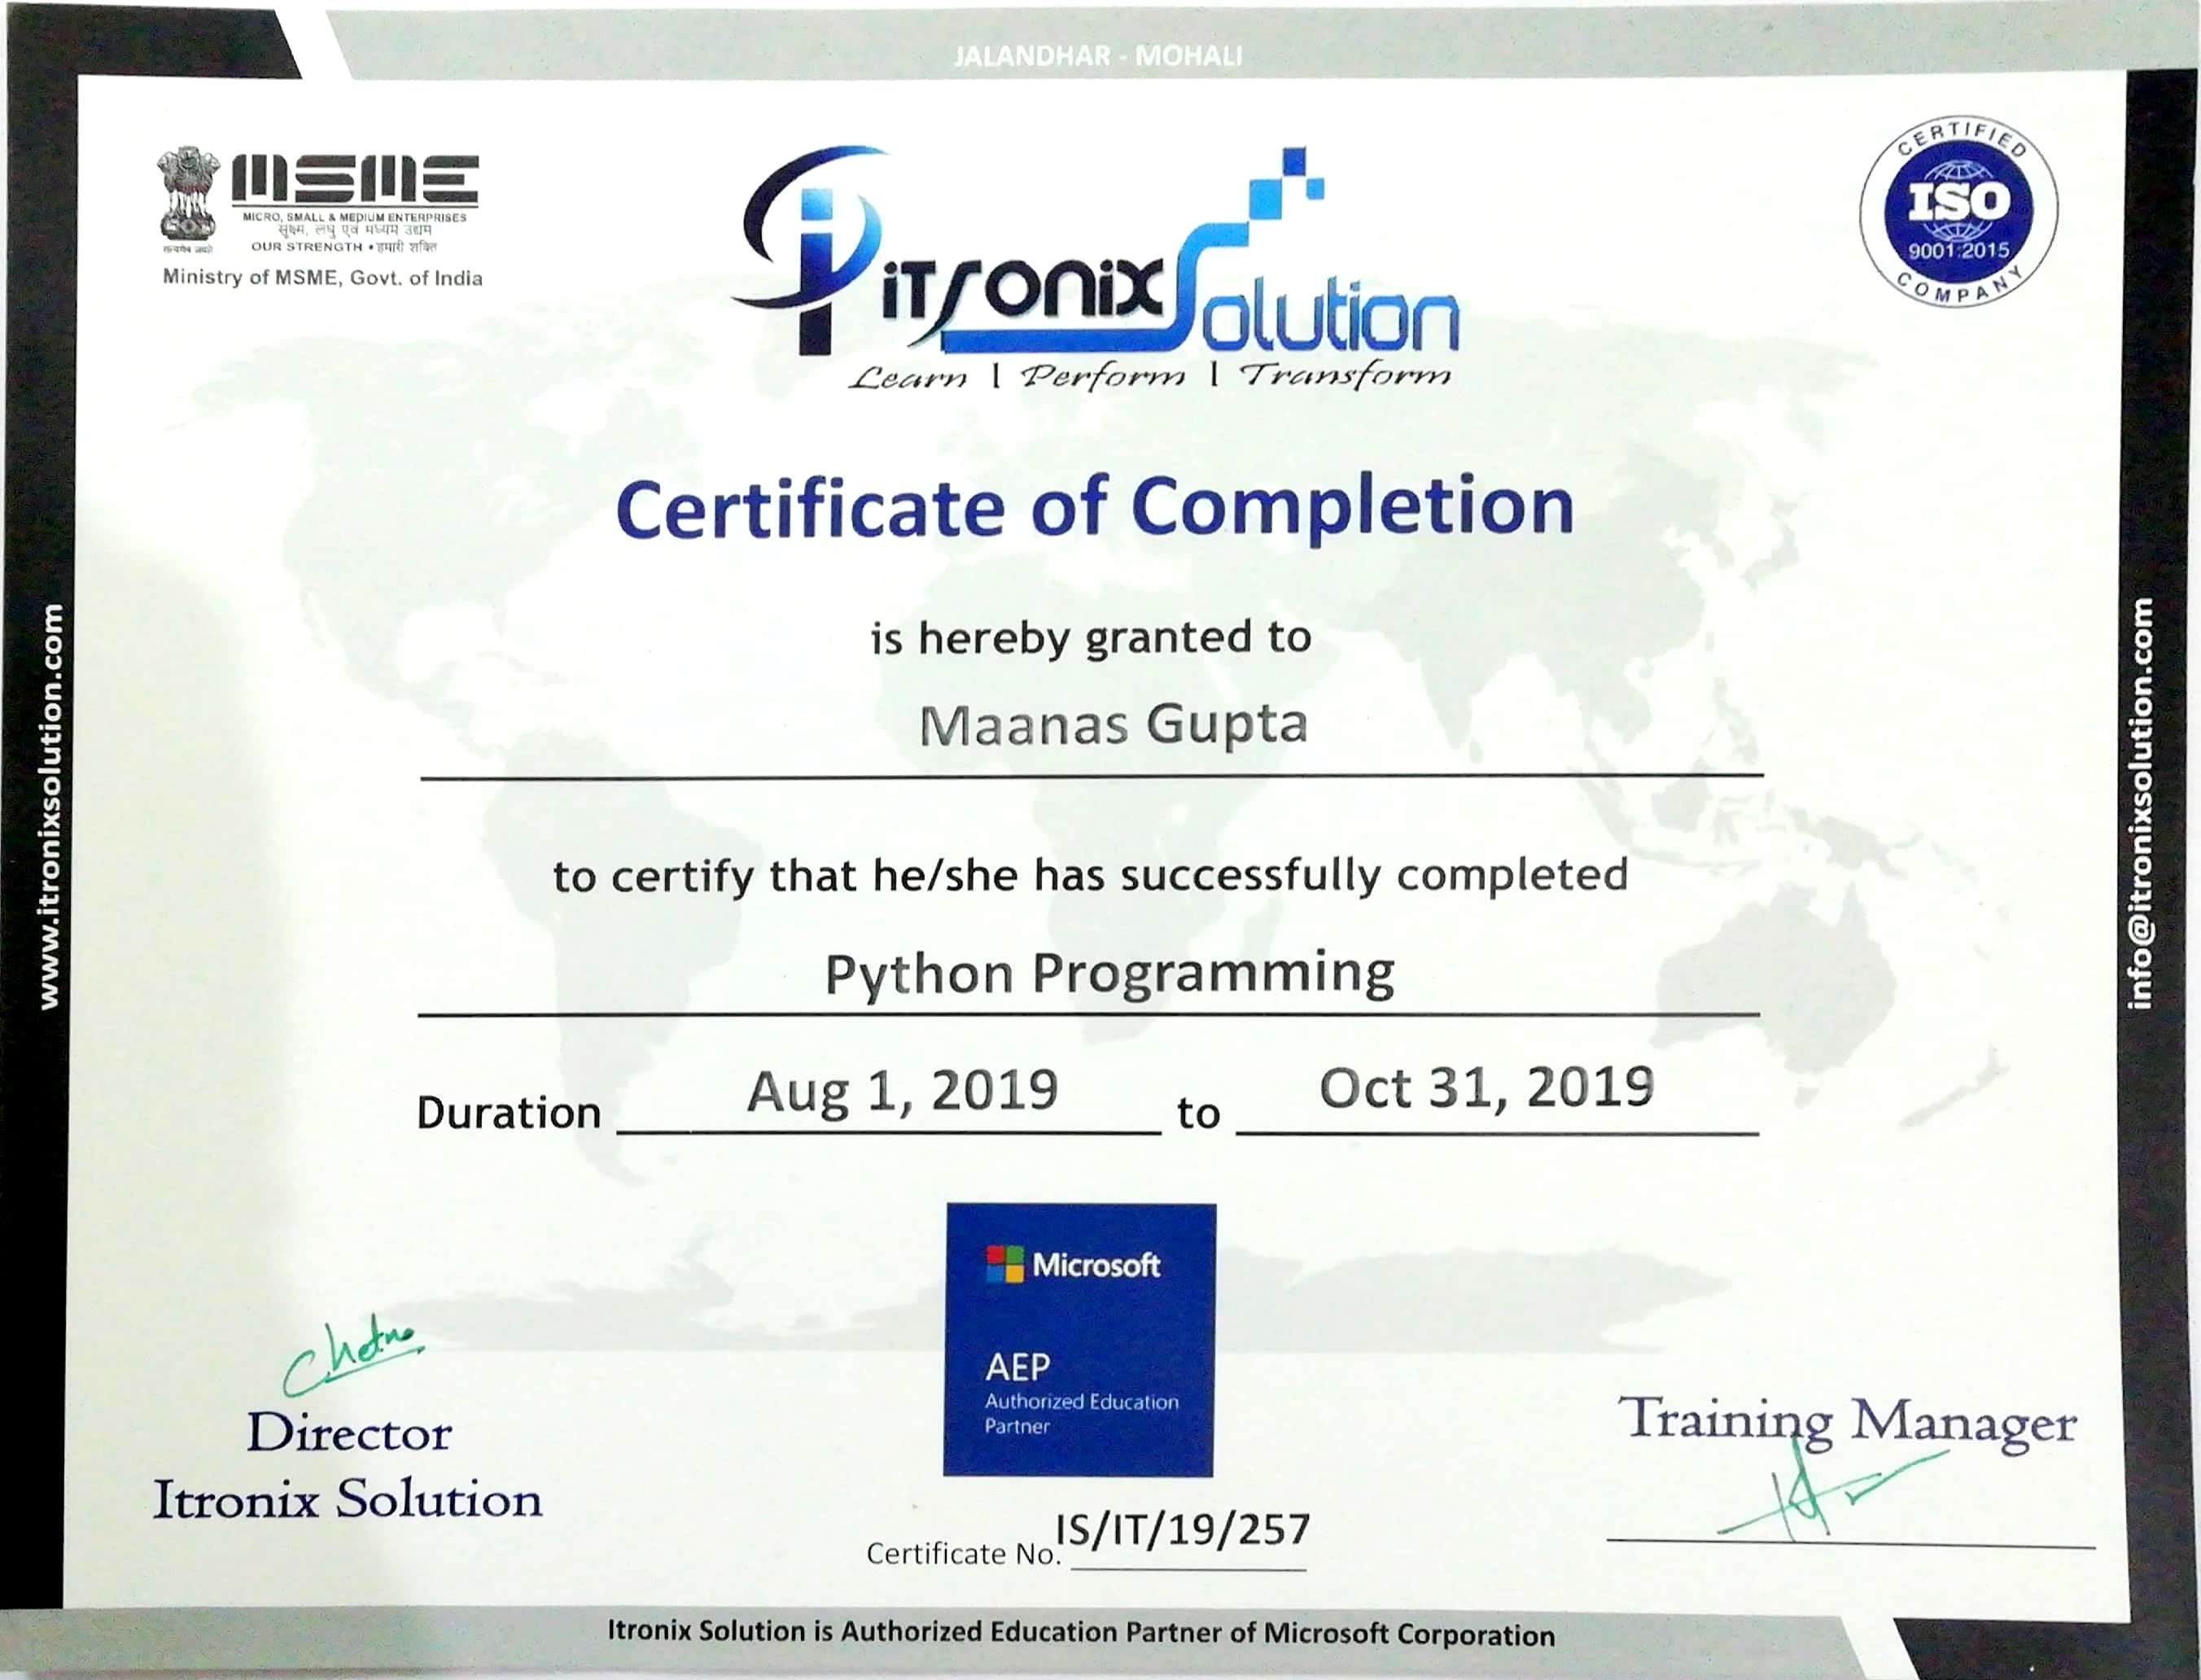 JALANDHAR - MOHALI
MSME
MICRO, SMALL & MEDIUM ENTERPRISES
सूक्ष्म, लघु एवं मध्यम उद्यम
OUR STRENGTH • हमारी शक्ति
सत्यमेव जयते
Ministry of MSME, Govt. of India
iTronix Solution
Learn | Perform | Transform
CERTIFIED
ISO
9001:2015
COMPANY
Certificate of Completion
is hereby granted to
Maanas Gupta
to certify that he/she has successfully completed
Python Programming
Duration Aug 1, 2019 to Oct 31, 2019
www.itronixsolution.com
info@itronixsolution.com
Microsoft
AEP
Authorized Education
Partner
Director
Itronix Solution
Training Manager
Certificate No. IS/IT/19/257
Itronix Solution is Authorized Education Partner of Microsoft Corporation